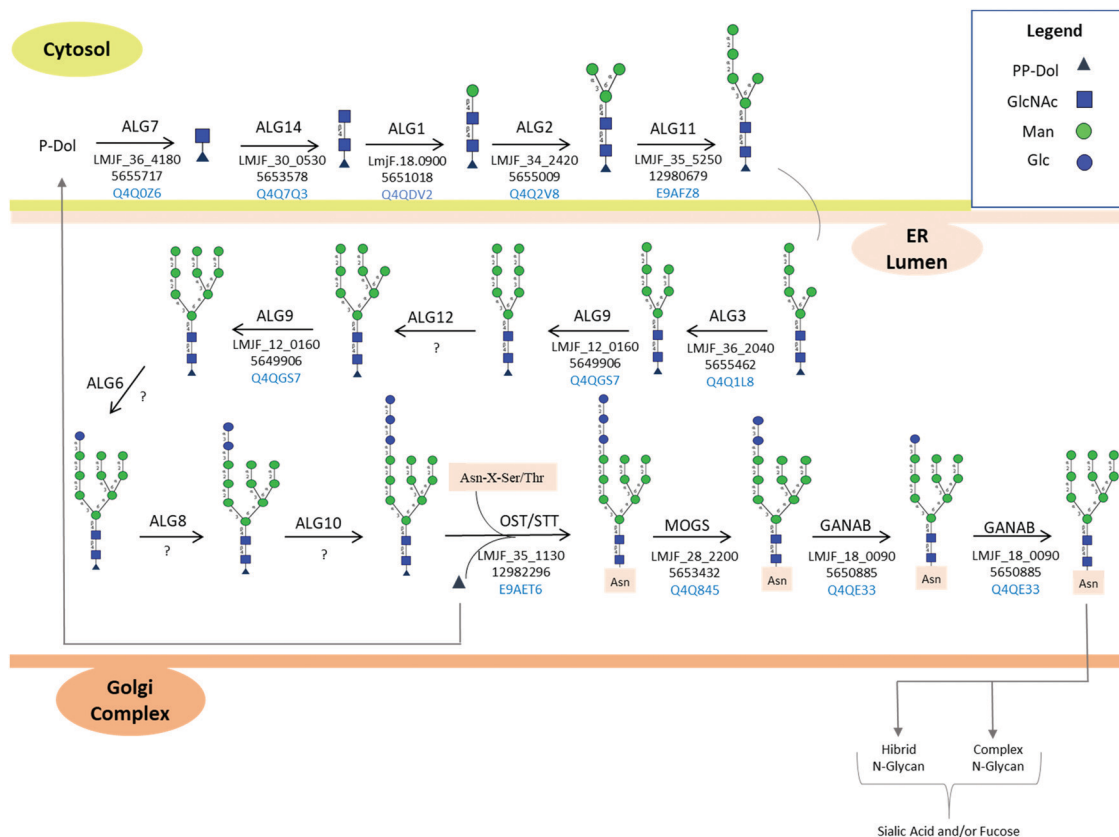 Cytosol
Legend
PP-Dol
GlcNAc
Man
Glc
P-Dol
ALG7
LMJF_36_4180
5655717
Q4Q0Z6
ALG14
LMJF_30_0530
5653578
Q4Q7Q3
ALG1
LmjF.18.0900
5651018
Q4QDV2
ALG2
LMJF_34_2420
5655009
Q4Q2V8
ALG11
LMJF_35_5250
12980679
E9AFZ8
ER
Lumen
ALG9
LMJF_12_0160
5649906
Q4QGS7
ALG12
?
ALG9
LMJF_12_0160
5649906
Q4QGS7
ALG3
LMJF_36_2040
5655462
Q4Q1L8
ALG6
?
ALG8
?
ALG10
?
Asn-X-Ser/Thr
OST/STT
LMJF_35_1130
12982296
E9AET6
Asn
MOGS
LMJF_28_2200
5653432
Q4Q845
Asn
GANAB
LMJF_18_0090
5650885
Q4QE33
Asn
GANAB
LMJF_18_0090
5650885
Q4QE33
Asn
Golgi
Complex
Hibrid
N-Glycan
Complex
N-Glycan
Sialic Acid and/or Fucose